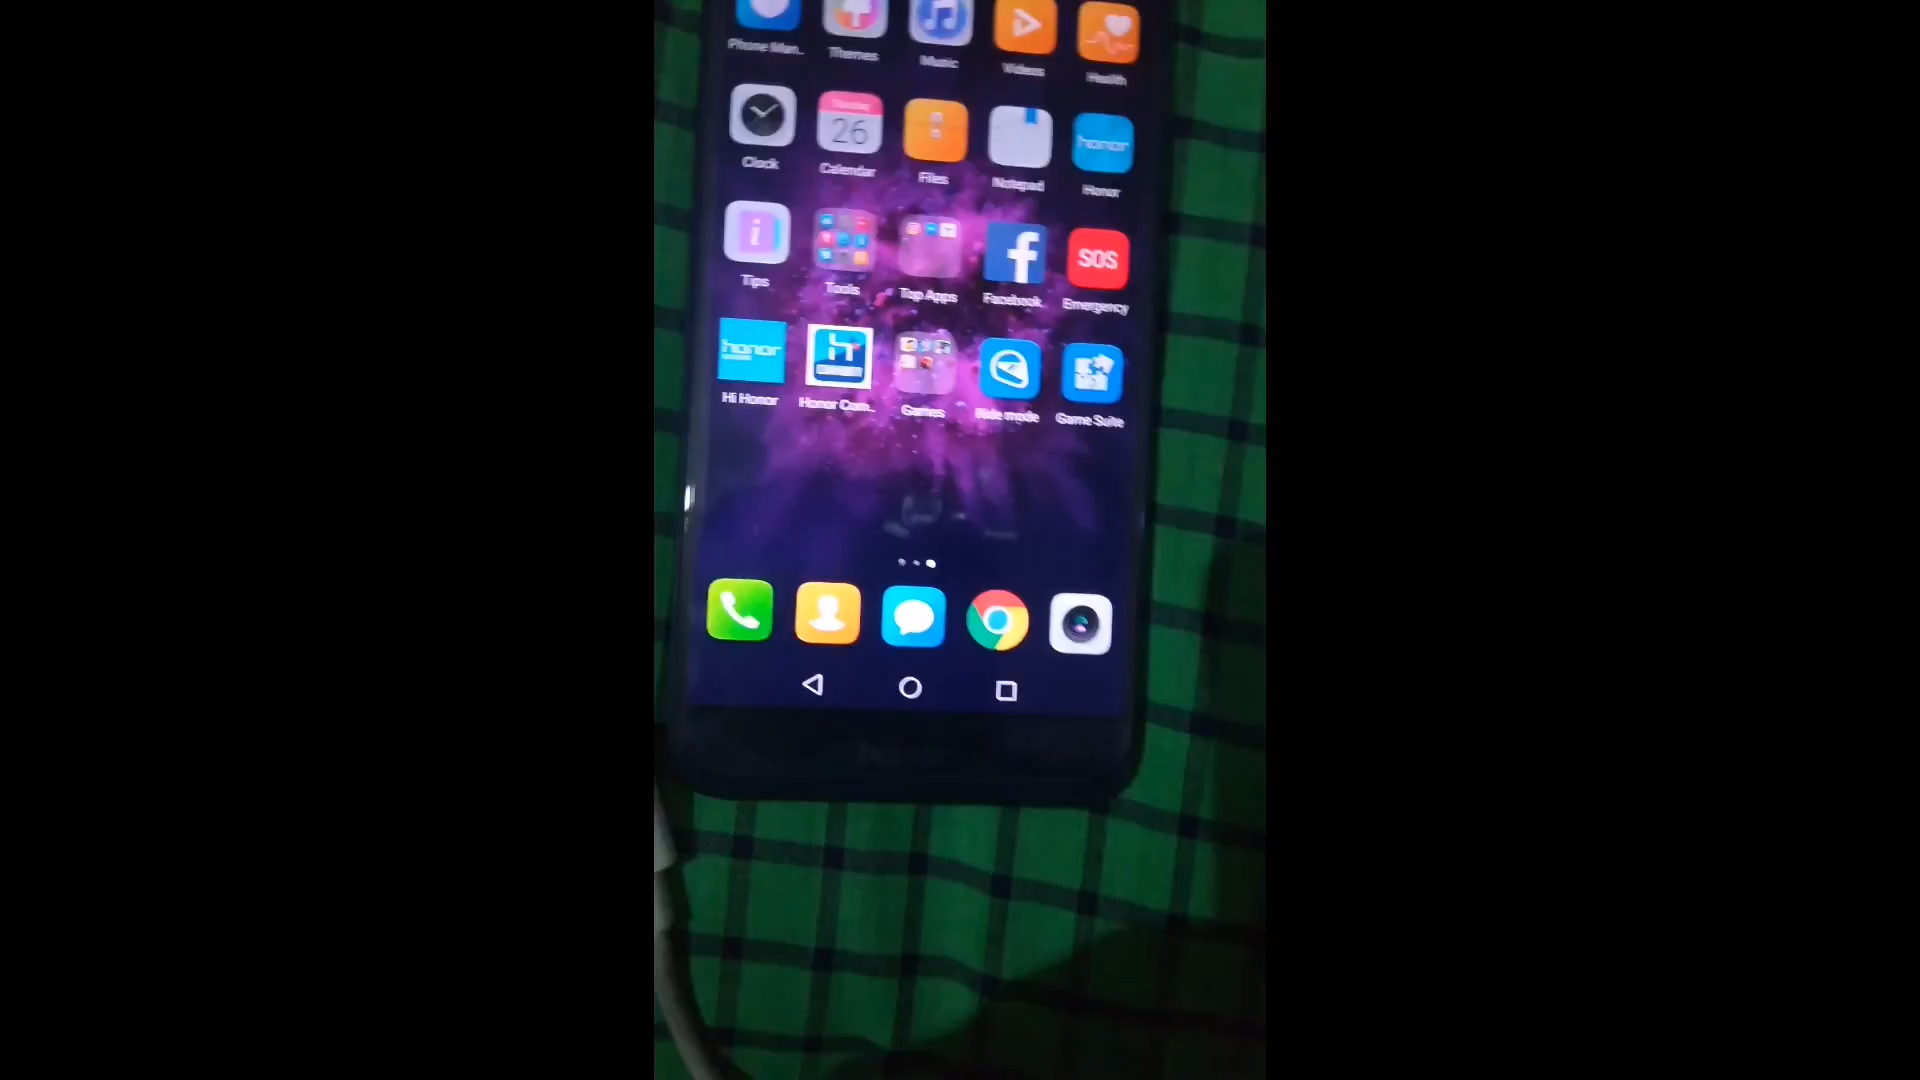 Phone Man..
Themes
Music
Videos
Health
26
honor
Clock
Calendar
Files
Notepad
Honor
i
f
SOS
Tips
Tools
Top Apps
Facebook
Emergency
honor
h
Hi Honor
Honor Com..
Games
Ride mode
Game Suite